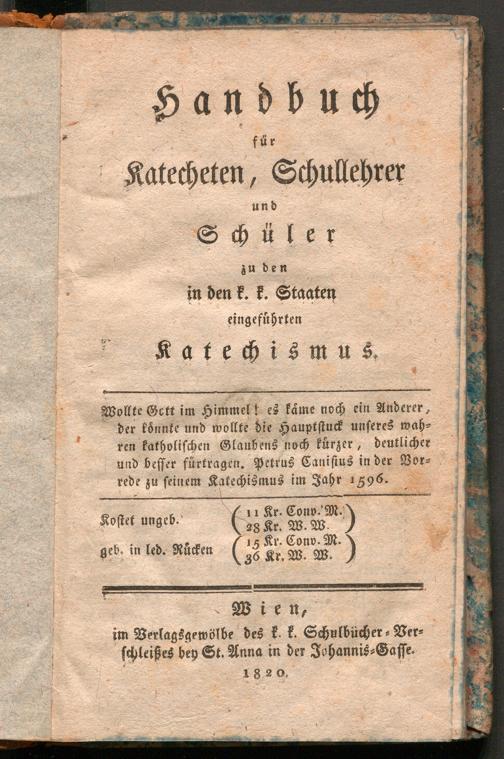 Handbuch
für
Katecheten, Schullehrer
und
Schüler
zu den
in den k. k. Staaten
eingeführten
Katechismus.
Wollte Gott im Himmel! es käme noch ein Anderer,
der könnte und wollte die Hauptstuck unseres wah-
ren katholischen Glaubens noch kürzer, deutlicher
und besser fürtragen. Petrus Canisius in der Vor-
rede zu seinem Katechismus im Jahr 1596.
Kostet ungeb. ( 11 Kr. Conv. M. )
( 28 Kr. W. W. )
geb. in led. Rücken ( 15 Kr. Conv. M. )
( 36 Kr. W. W. )
Wien,
im Verlagsgewölbe des k. k. Schulbücher-Ver-
schleißes bey St. Anna in der Johannis-Gasse.
1820.